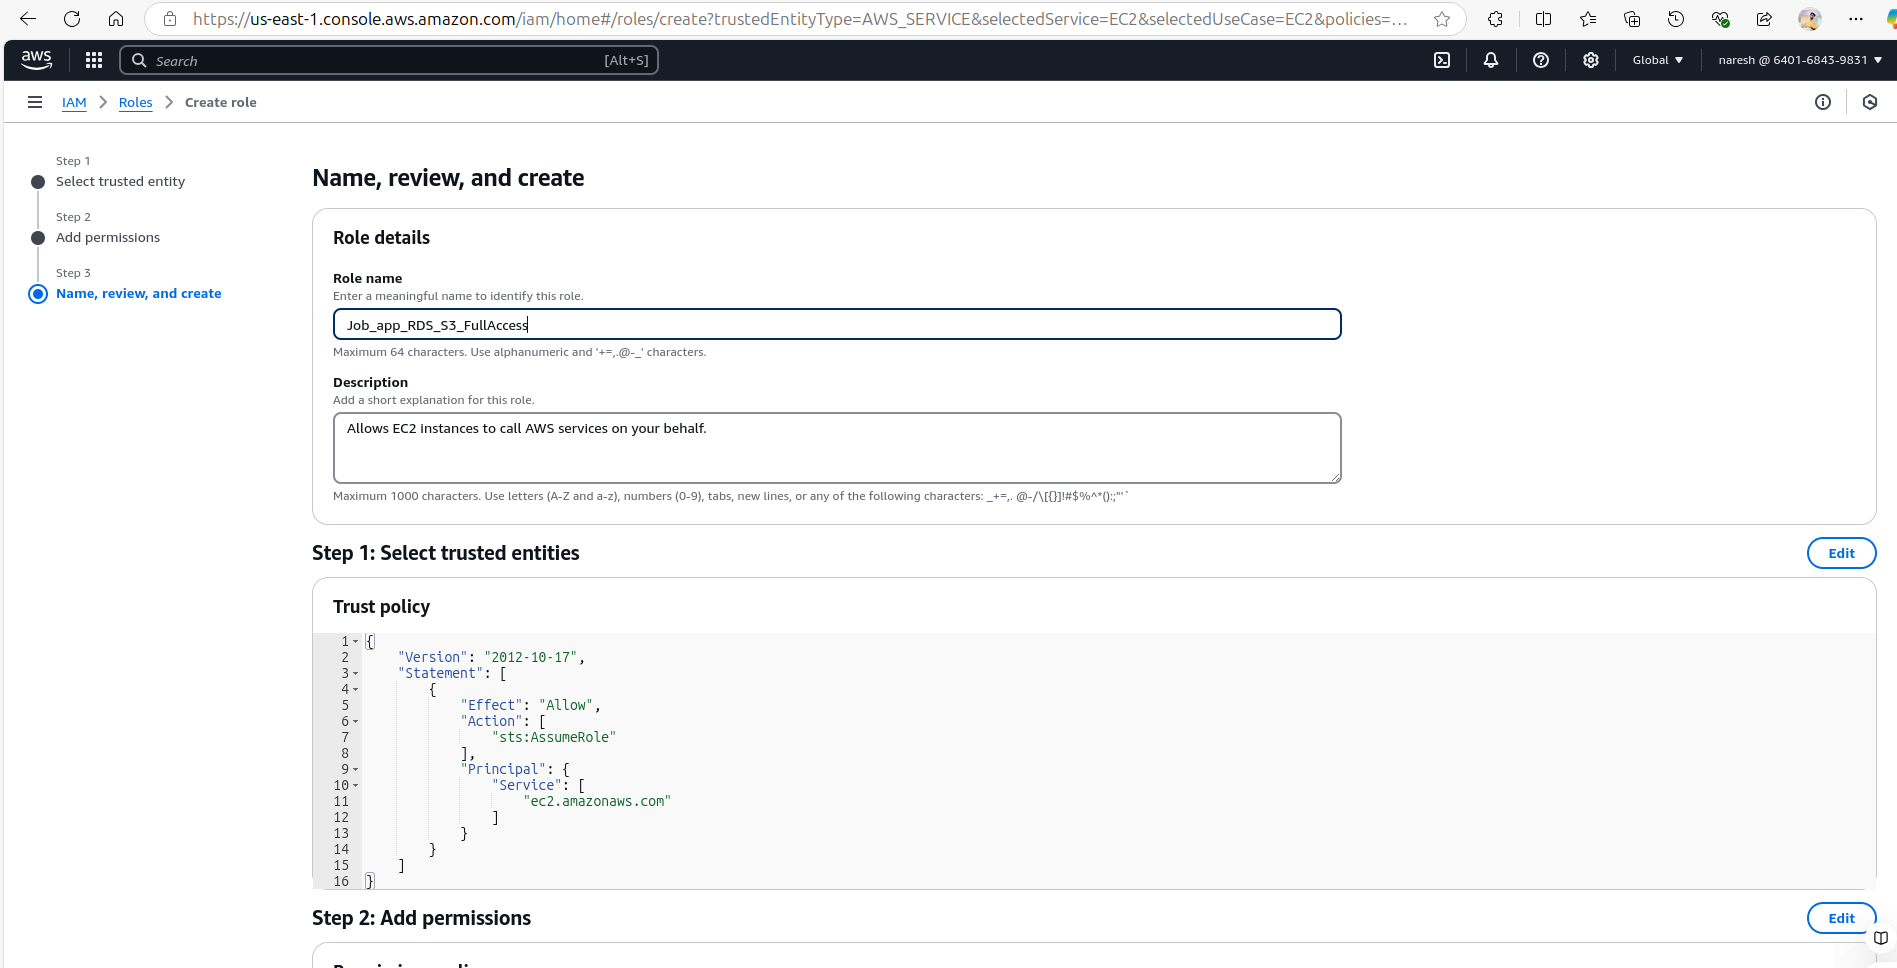 https://us-east-1.console.aws.amazon.com/iam/home#/roles/create?trustedEntityType=AWS_SERVICE&selectedService=EC2&selectedUseCase=EC2&policies=...
aws
Search [Alt+S]
Global
naresh @ 6401-6843-9831
IAM > Roles > Create role
Step 1
Select trusted entity
Step 2
Add permissions
Step 3
Name, review, and create
Name, review, and create
Role details
Role name
Enter a meaningful name to identify this role.
Job_app_RDS_S3_FullAccess
Maximum 64 characters. Use alphanumeric and '+=,.@-_' characters.
Description
Add a short explanation for this role.
Allows EC2 instances to call AWS services on your behalf.
Maximum 1000 characters. Use letters (A-Z and a-z), numbers (0-9), tabs, new lines, or any of the following characters: _+=,. @-/\[{}]!#$%^*();:"'`
Step 1: Select trusted entities
Edit
Trust policy
1 {
2 "Version": "2012-10-17",
3 "Statement": [
4 {
5 "Effect": "Allow",
6 "Action": [
7 "sts:AssumeRole"
8 ],
9 "Principal": {
10 "Service": [
11 "ec2.amazonaws.com"
12 ]
13 }
14 }
15 ]
16 }
Step 2: Add permissions
Edit